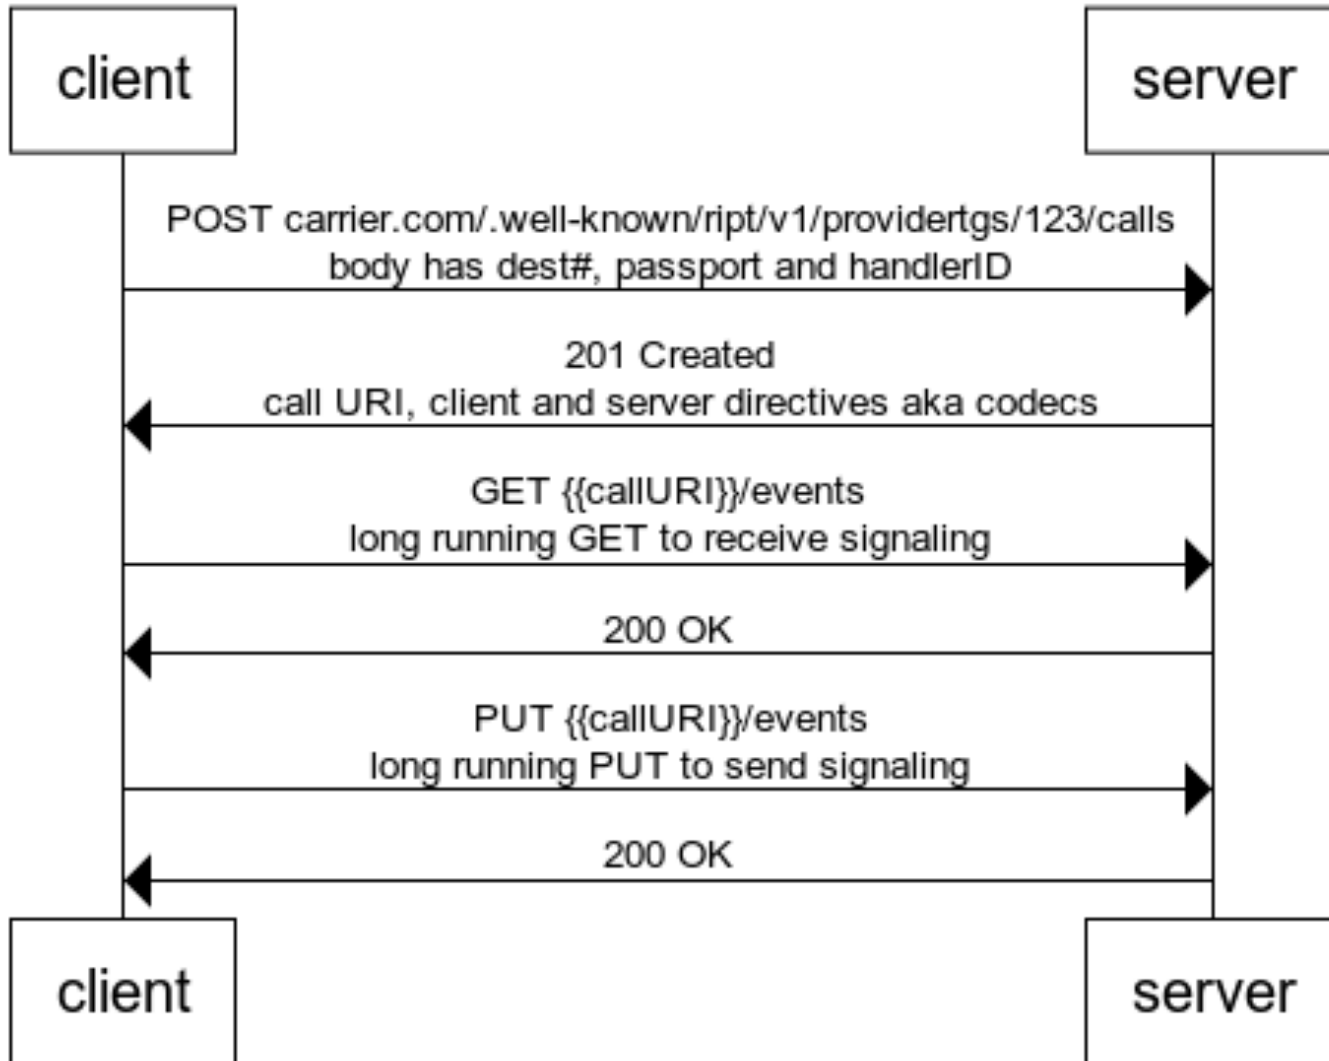 client server
POST carrier.com/.well-known/ript/v1/providertgs/123/calls
body has dest#, passport and handlerID
201 Created
call URI, client and server directives aka codecs
GET {{callURI}}/events
long running GET to receive signaling
200 OK
PUT {{callURI}}/events
long running PUT to send signaling
200 OK
client server